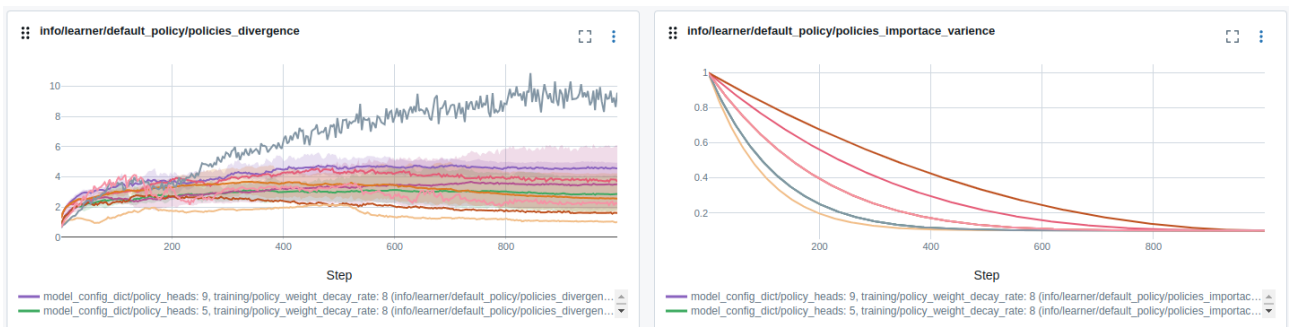 info/learner/default_policy/policies_divergence
10
8
6
4
2
0
200
400
600
800
Step
model_config_dict/policy_heads: 9, training/policy_weight_decay_rate: 8 (info/learner/default_policy/policies_divergen...
model_config_dict/policy_heads: 5, training/policy_weight_decay_rate: 8 (info/learner/default_policy/policies_divergen...
info/learner/default_policy/policies_importace_varience
1
0.8
0.6
0.4
0.2
200
400
600
800
Step
model_config_dict/policy_heads: 9, training/policy_weight_decay_rate: 8 (info/learner/default_policy/policies_importac...
model_config_dict/policy_heads: 5, training/policy_weight_decay_rate: 8 (info/learner/default_policy/policies_importac...